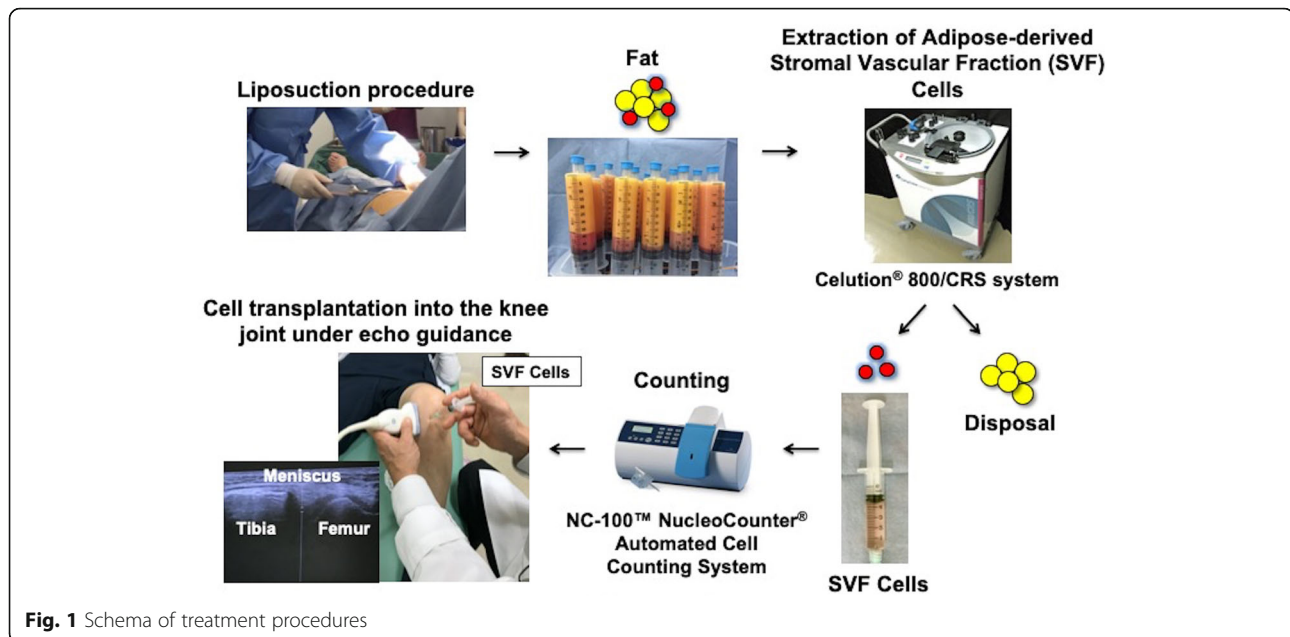 Liposuction procedure
Fat
Extraction of Adipose-derived
Stromal Vascular Fraction (SVF)
Cells
Celution® 800/CRS system
Disposal
SVF Cells
Counting
NC-100™ NucleoCounter®
Automated Cell
Counting System
Cell transplantation into the knee
joint under echo guidance
SVF Cells
Meniscus
Tibia Femur
Fig. 1 Schema of treatment procedures